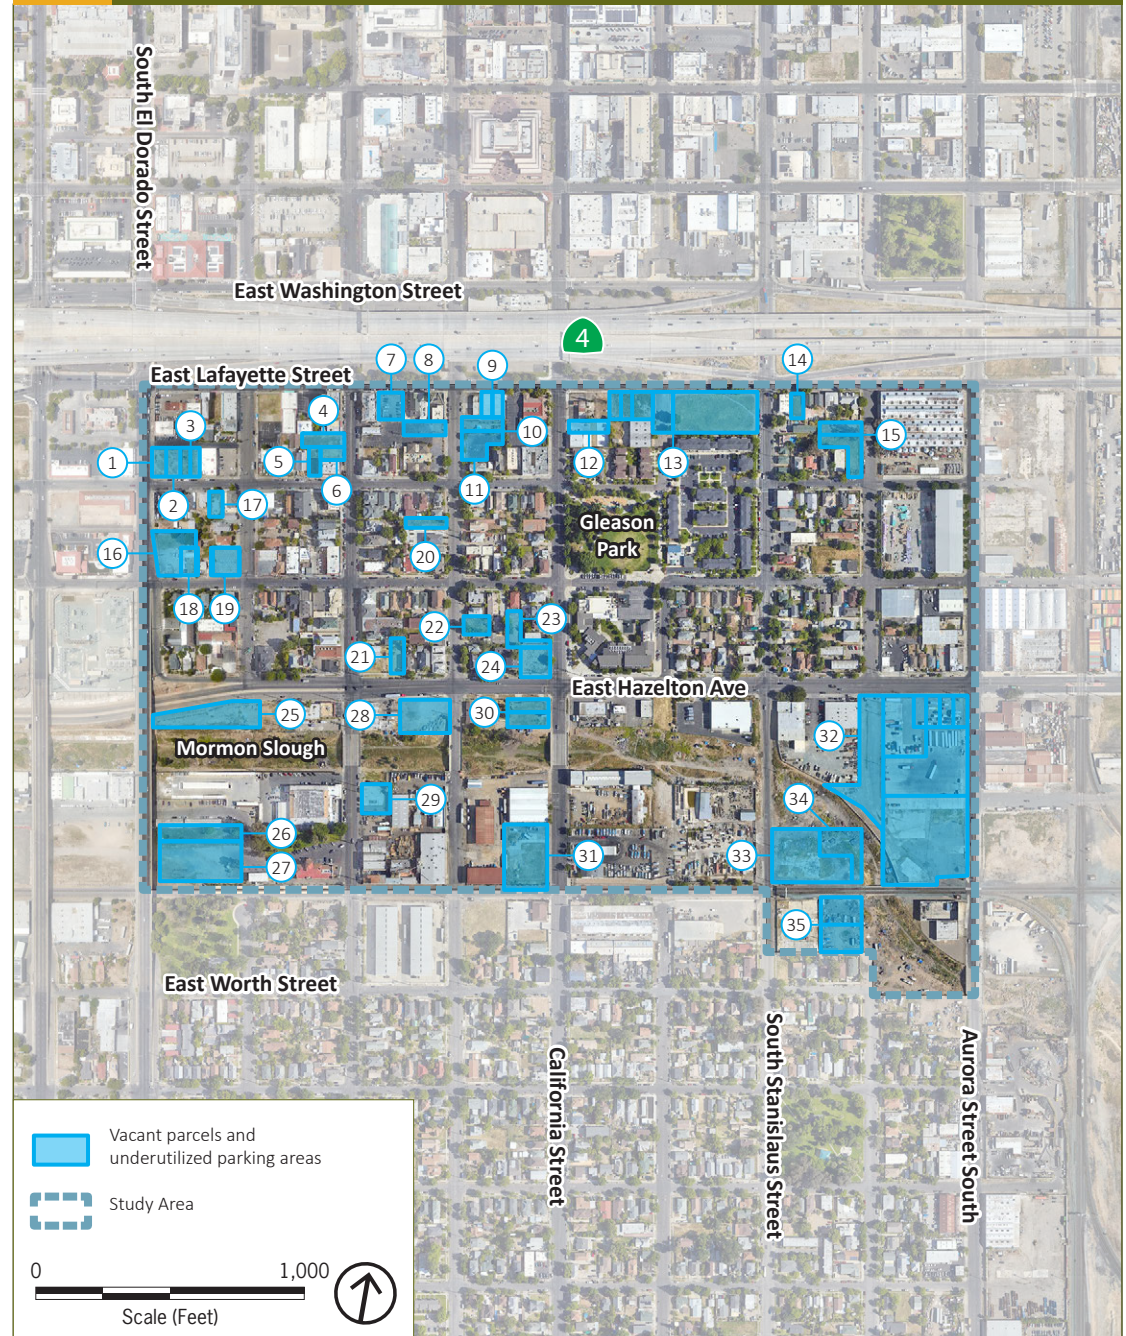 South El Dorado Street
East Washington Street
4
East Lafayette Street
7
8
9
14
4
3
10
15
1
5
12
13
6
11
2
17
Gleason
Park
16
20
18
19
22
23
21
24
East Hazelton Ave
25
28
30
32
Mormon Slough
29
34
26
31
33
27
35
East Worth Street
California Street
South Stanislaus Street
Aurora Street South
Vacant parcels and
underutilized parking areas
Study Area
0
1,000
Scale (Feet)